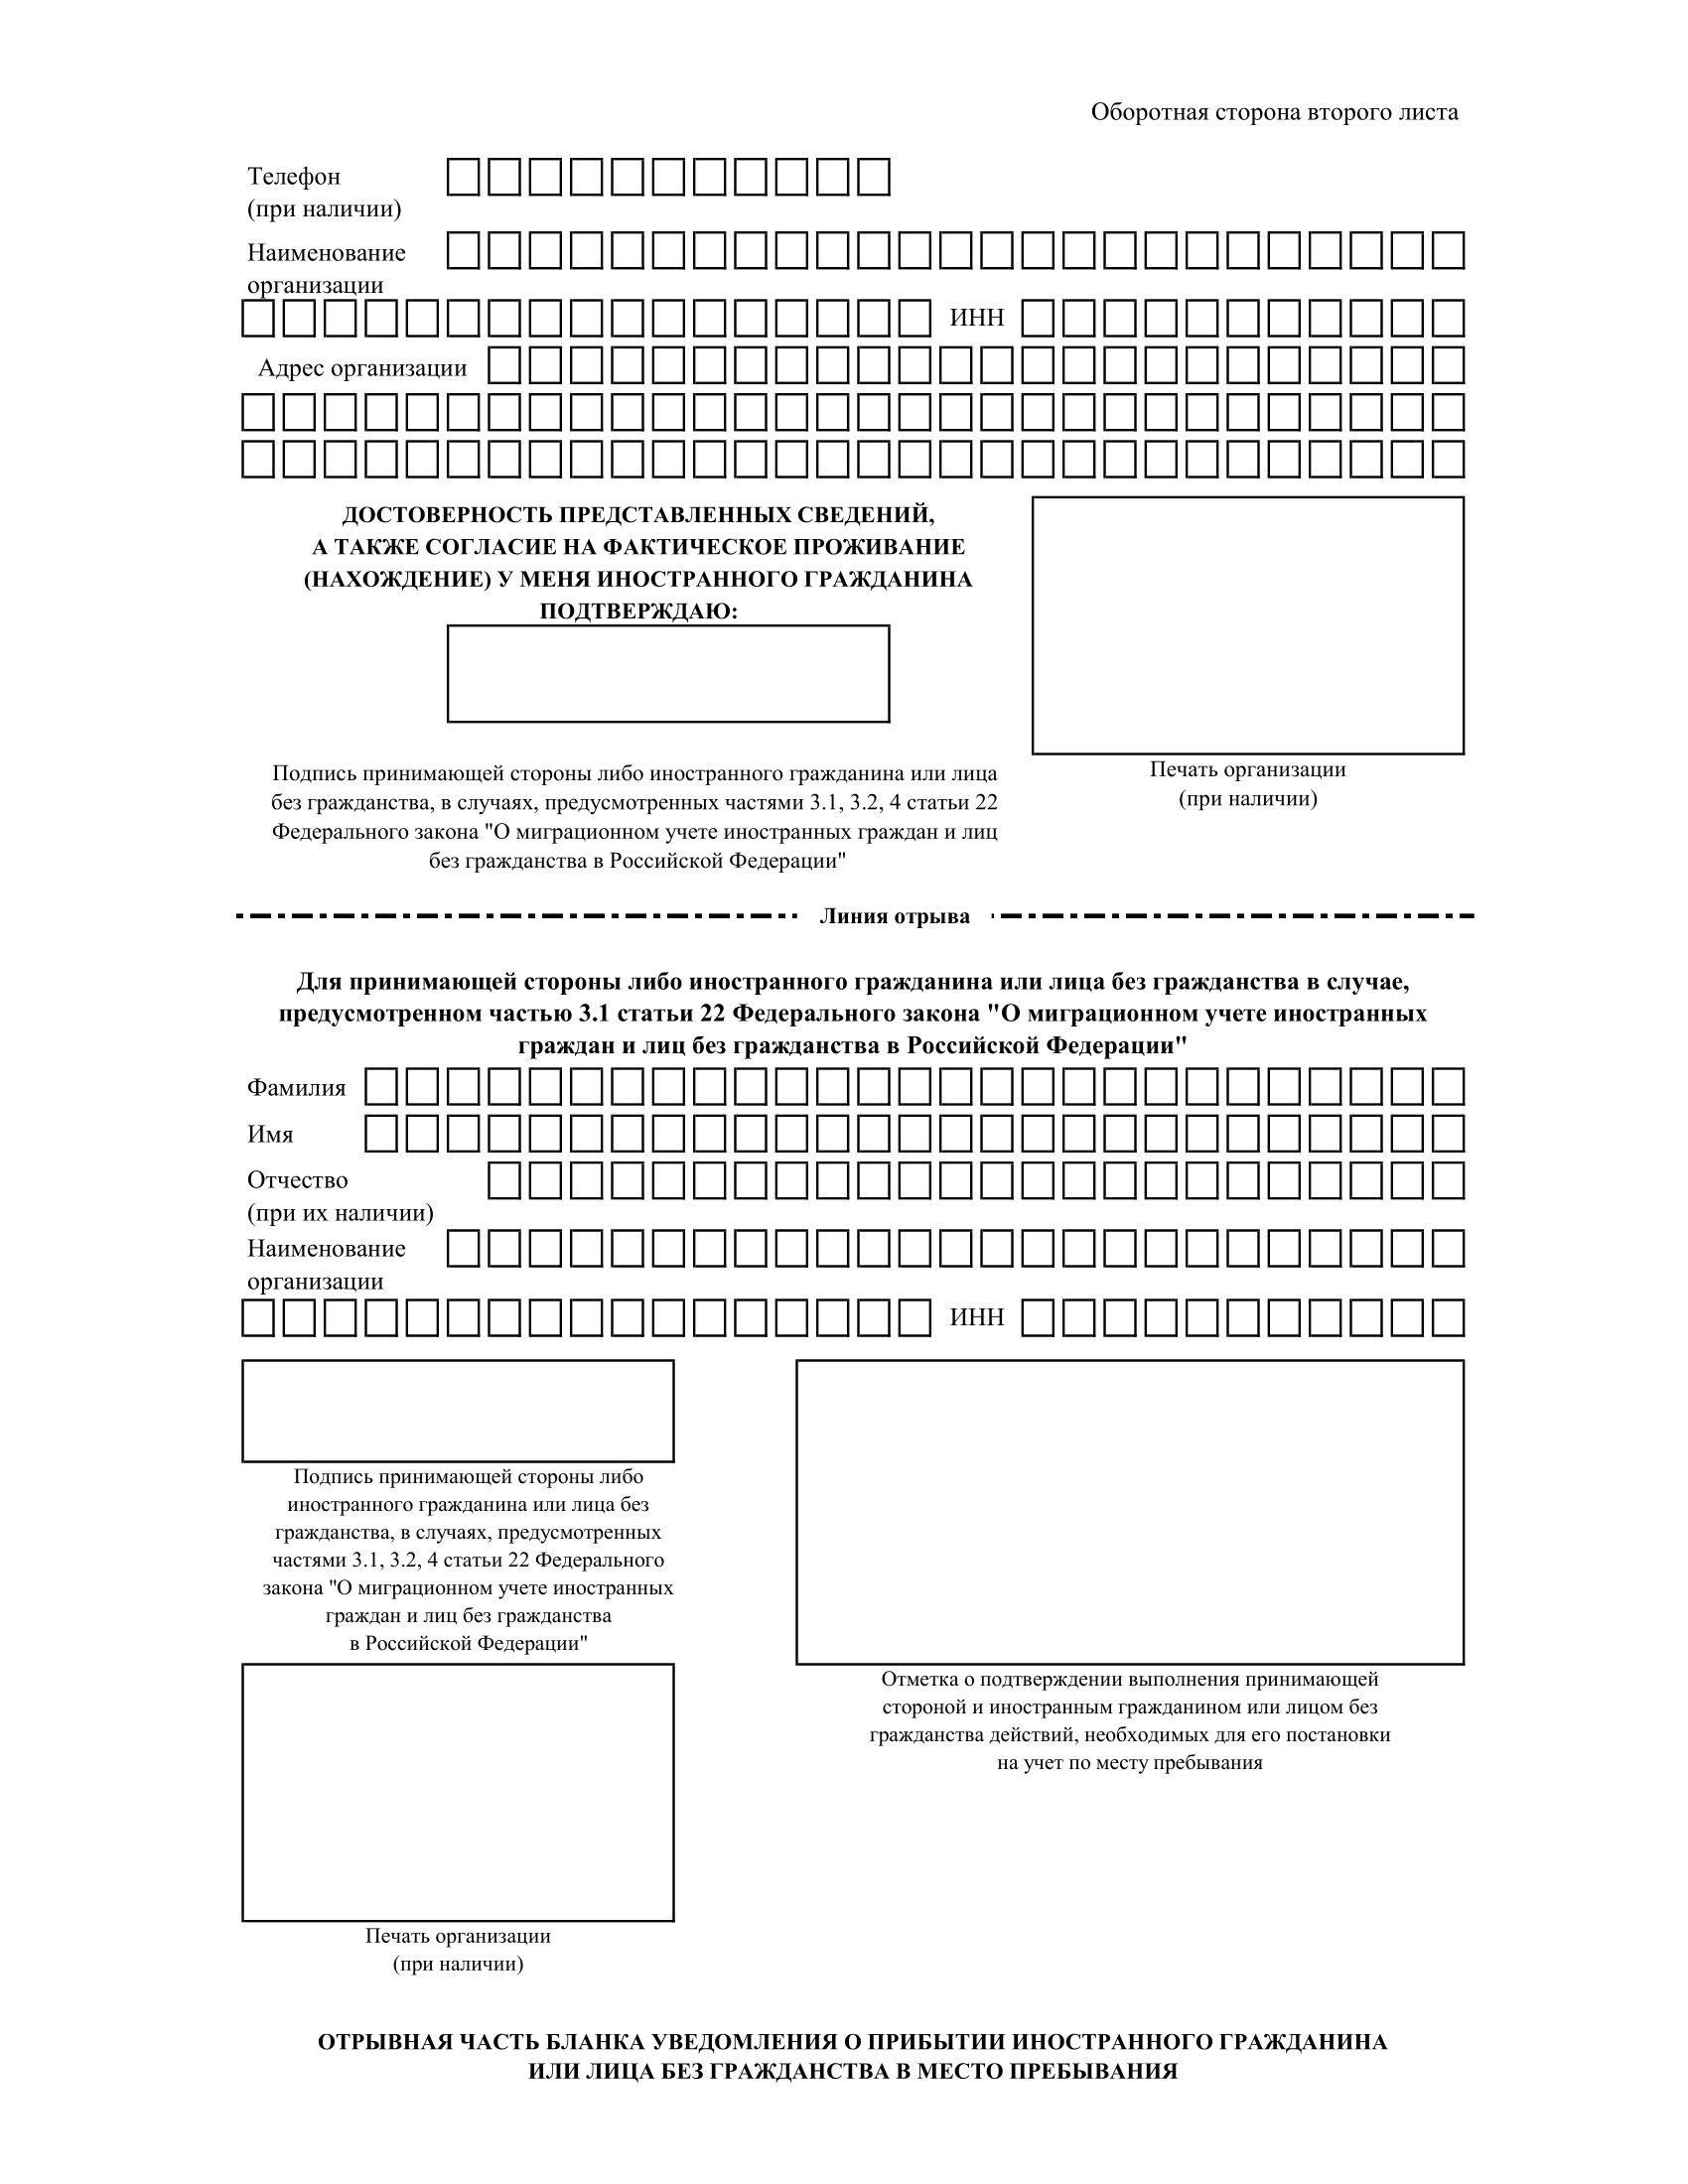 Оборотная сторона второго листа
Телефон
(при наличии)
Наименование
организации
ИНН
Адрес организации
ДОСТОВЕРНОСТЬ ПРЕДСТАВЛЕННЫХ СВЕДЕНИЙ,
А ТАКЖЕ СОГЛАСИЕ НА ФАКТИЧЕСКОЕ ПРОЖИВАНИЕ
(НАХОЖДЕНИЕ) У МЕНЯ ИНОСТРАННОГО ГРАЖДАНИНА
ПОДТВЕРЖДАЮ:
Подпись принимающей стороны либо иностранного гражданина или лица
без гражданства, в случаях, предусмотренных частями 3.1, 3.2, 4 статьи 22
Федерального закона "О миграционном учете иностранных граждан и лиц
без гражданства в Российской Федерации"
Печать организации
(при наличии)
Линия отрыва
Для принимающей стороны либо иностранного гражданина или лица без гражданства в случае,
предусмотренном частью 3.1 статьи 22 Федерального закона "О миграционном учете иностранных
граждан и лиц без гражданства в Российской Федерации"
Фамилия
Имя
Отчество
(при их наличии)
Наименование
организации
ИНН
Подпись принимающей стороны либо
иностранного гражданина или лица без
гражданства, в случаях, предусмотренных
частями 3.1, 3.2, 4 статьи 22 Федерального
закона "О миграционном учете иностранных
граждан и лиц без гражданства
в Российской Федерации"
Отметка о подтверждении выполнения принимающей
стороной и иностранным гражданином или лицом без
гражданства действий, необходимых для его постановки
на учет по месту пребывания
Печать организации
(при наличии)
ОТРЫВНАЯ ЧАСТЬ БЛАНКА УВЕДОМЛЕНИЯ О ПРИБЫТИИ ИНОСТРАННОГО ГРАЖДАНИНА
ИЛИ ЛИЦА БЕЗ ГРАЖДАНСТВА В МЕСТО ПРЕБЫВАНИЯ